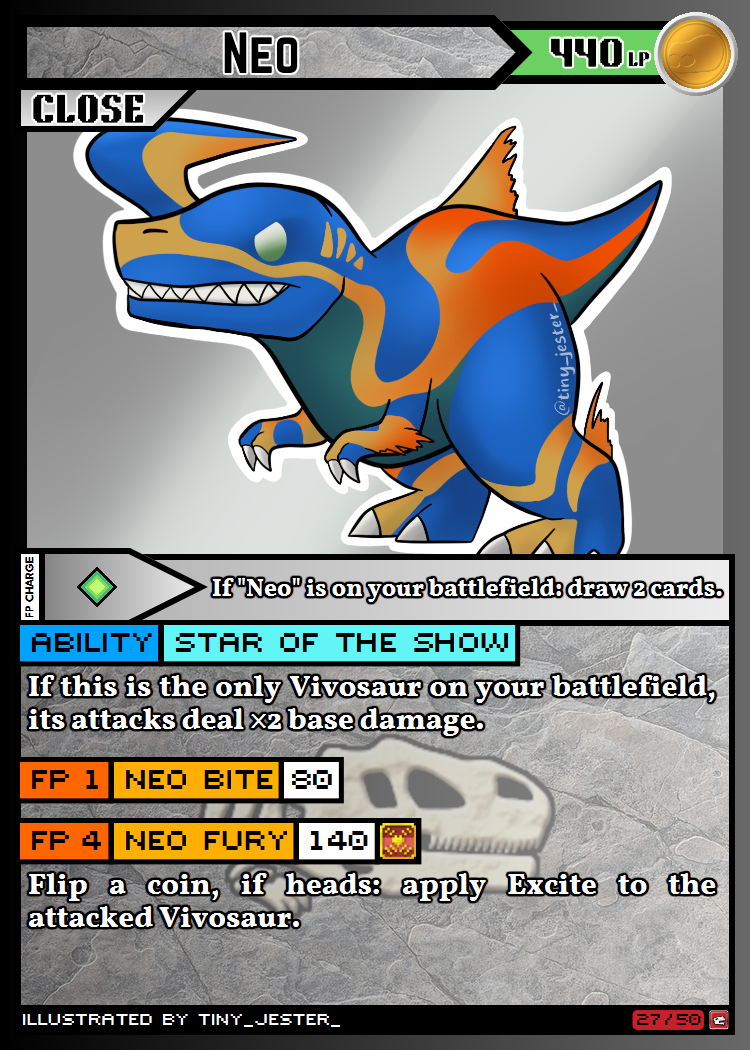 NEO
440 LP
CLOSE
@tiny_jester_
FP CHARGE
If "Neo" is on your battlefield: draw 2 cards.
ABILITY STAR OF THE SHOW
If this is the only Vivosaur on your battlefield,
its attacks deal ×2 base damage.
FP 1 NEO BITE 80
FP 4 NEO FURY 140
Flip a coin, if heads: apply Excite to the
attacked Vivosaur.
ILLUSTRATED BY TINY_JESTER_
27/50